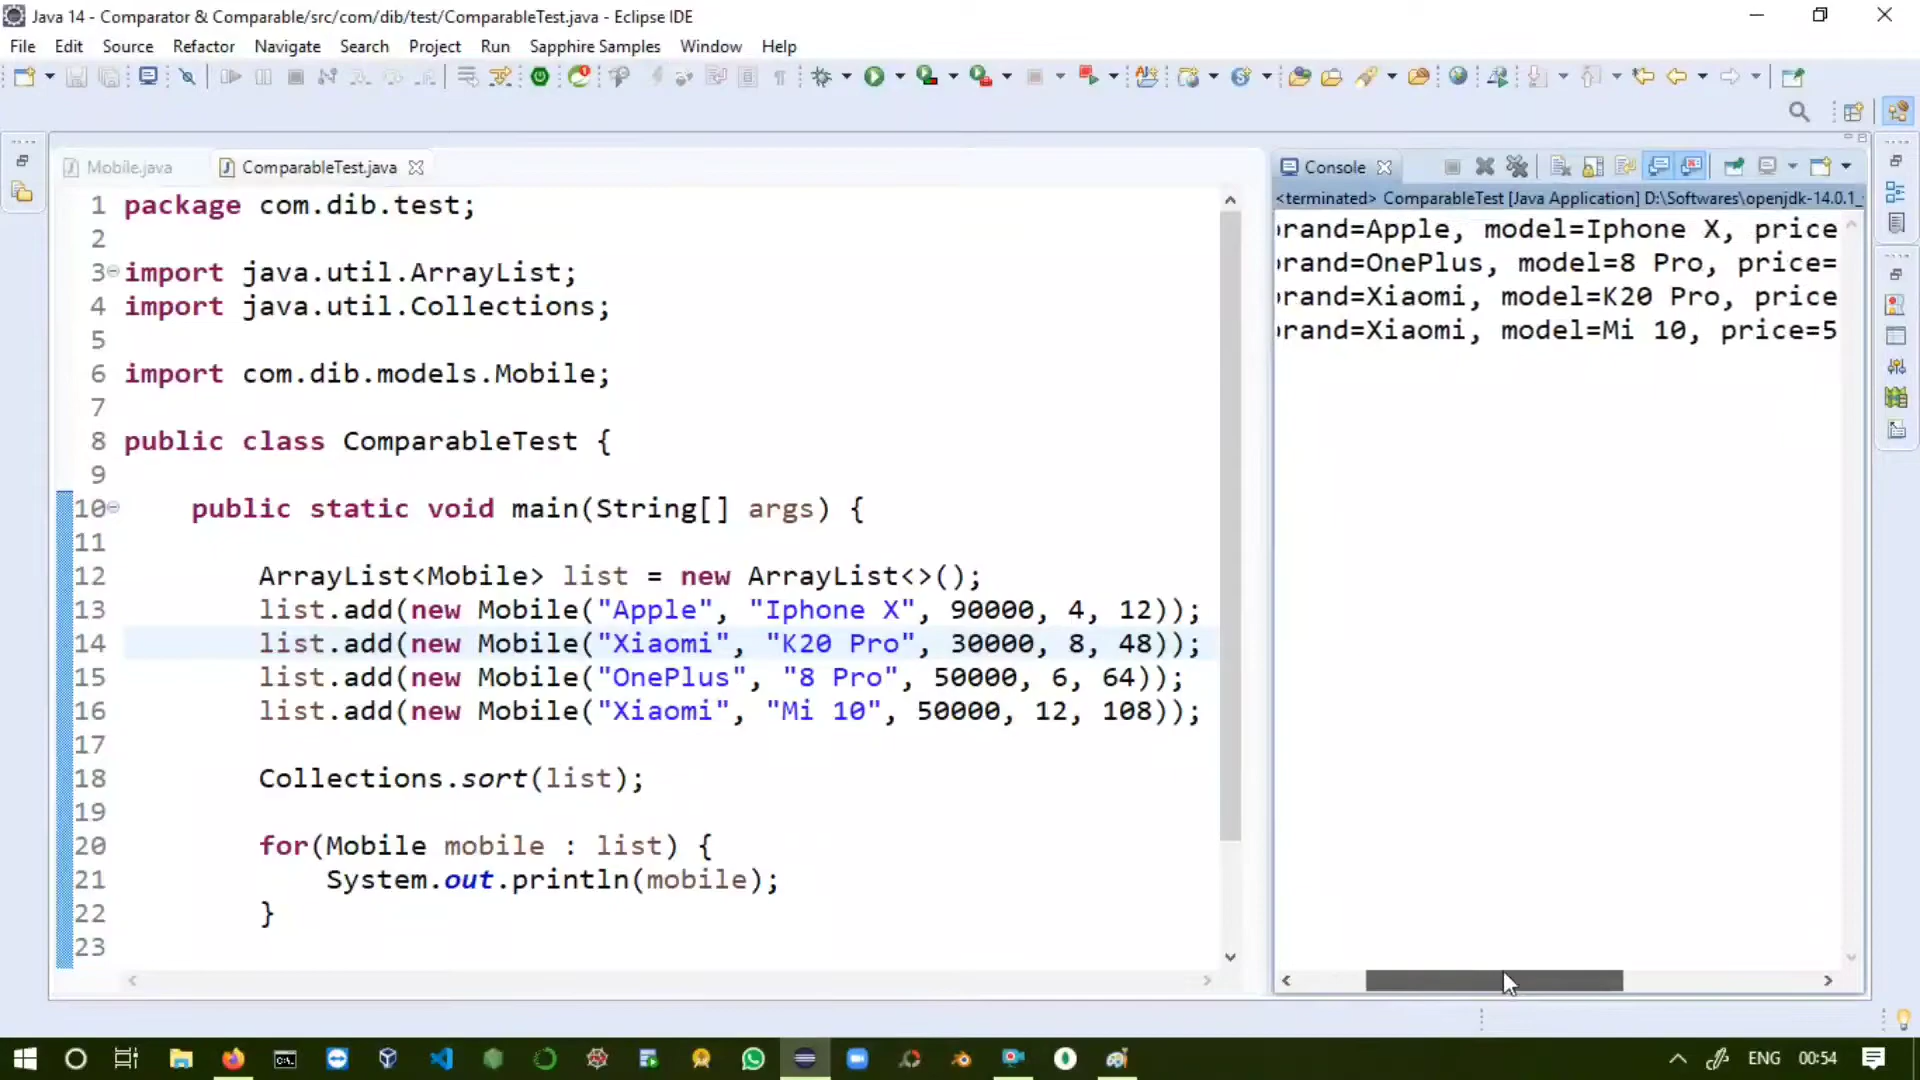 Java 14 - Comparator & Comparable/src/com/dib/test/ComparableTest.java - Eclipse IDE
File Edit Source Refactor Navigate Search Project Run Sapphire Samples Window Help
Mobile.java ComparableTest.java
1 package com.dib.test;
2
3 import java.util.ArrayList;
4 import java.util.Collections;
5
6 import com.dib.models.Mobile;
7
8 public class ComparableTest {
9
10 public static void main(String[] args) {
11
12 ArrayList<Mobile> list = new ArrayList<>();
13 list.add(new Mobile("Apple", "Iphone X", 90000, 4, 12));
14 list.add(new Mobile("Xiaomi", "K20 Pro", 30000, 8, 48));
15 list.add(new Mobile("OnePlus", "8 Pro", 50000, 6, 64));
16 list.add(new Mobile("Xiaomi", "Mi 10", 50000, 12, 108));
17
18 Collections.sort(list);
19
20 for(Mobile mobile : list) {
21 System.out.println(mobile);
22 }
23
Console
<terminated> ComparableTest [Java Application] D:\Softwares\openjdk-14.0.1_
rand=Apple, model=Iphone X, price
rand=OnePlus, model=8 Pro, price=
rand=Xiaomi, model=K20 Pro, price
rand=Xiaomi, model=Mi 10, price=5
ENG 00:54